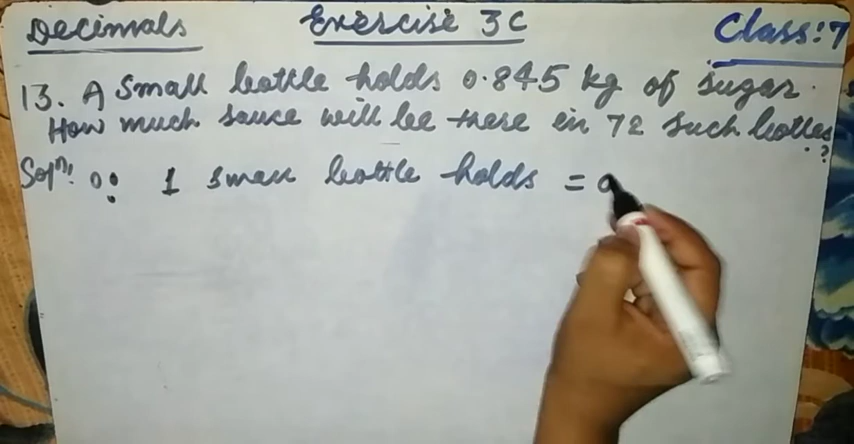 Decimals Exercise 3C Class:7
13. A small bottle holds 0.845 kg of sugar.
How much sauce will be there in 72 such bottles?
Solⁿ: ∵ 1 small bottle holds = 0